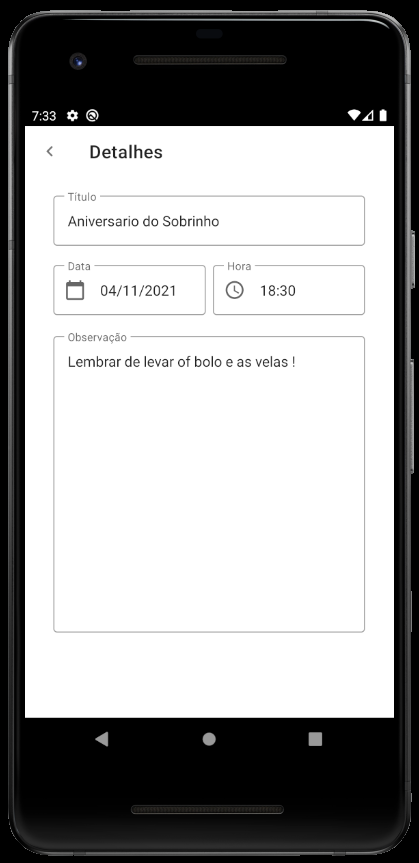 7:33
Detalhes
Título
Aniversario do Sobrinho
Data
Hora
04/11/2021
18:30
Observação
Lembrar de levar of bolo e as velas !